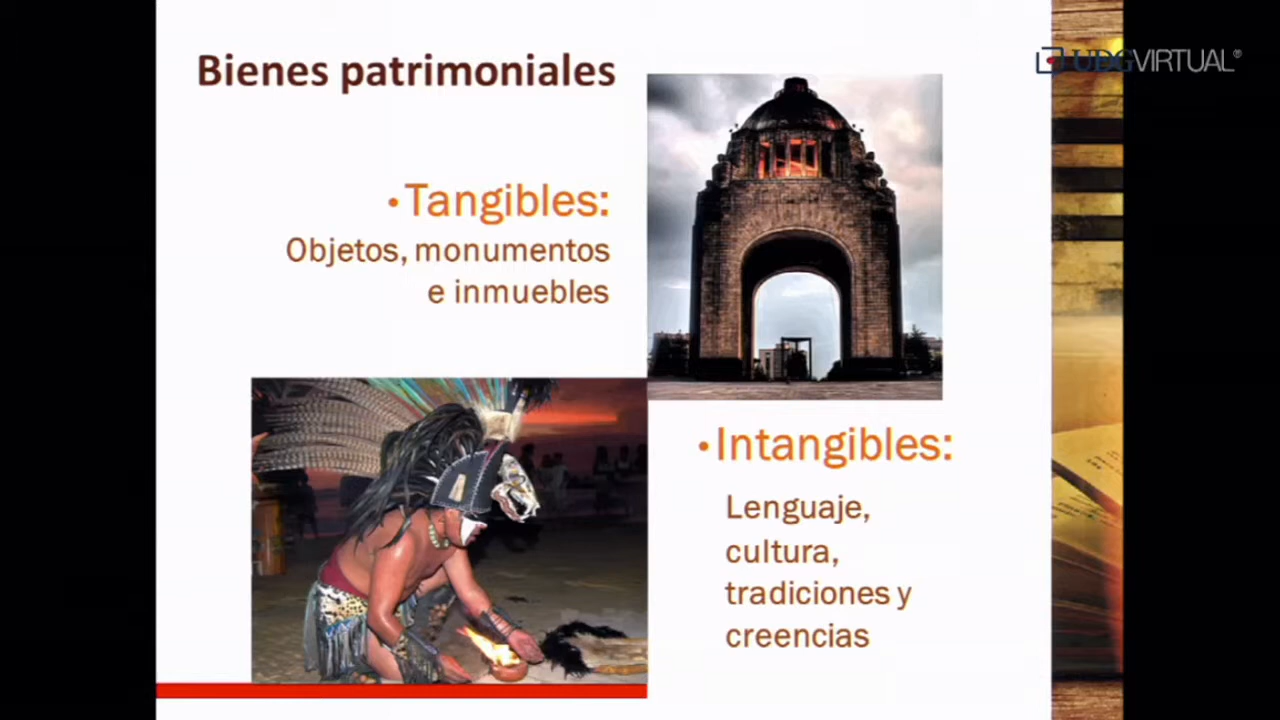 Bienes patrimoniales
UDGVIRTUAL®
• Tangibles:
Objetos, monumentos
e inmuebles
• Intangibles:
Lenguaje,
cultura,
tradiciones y
creencias